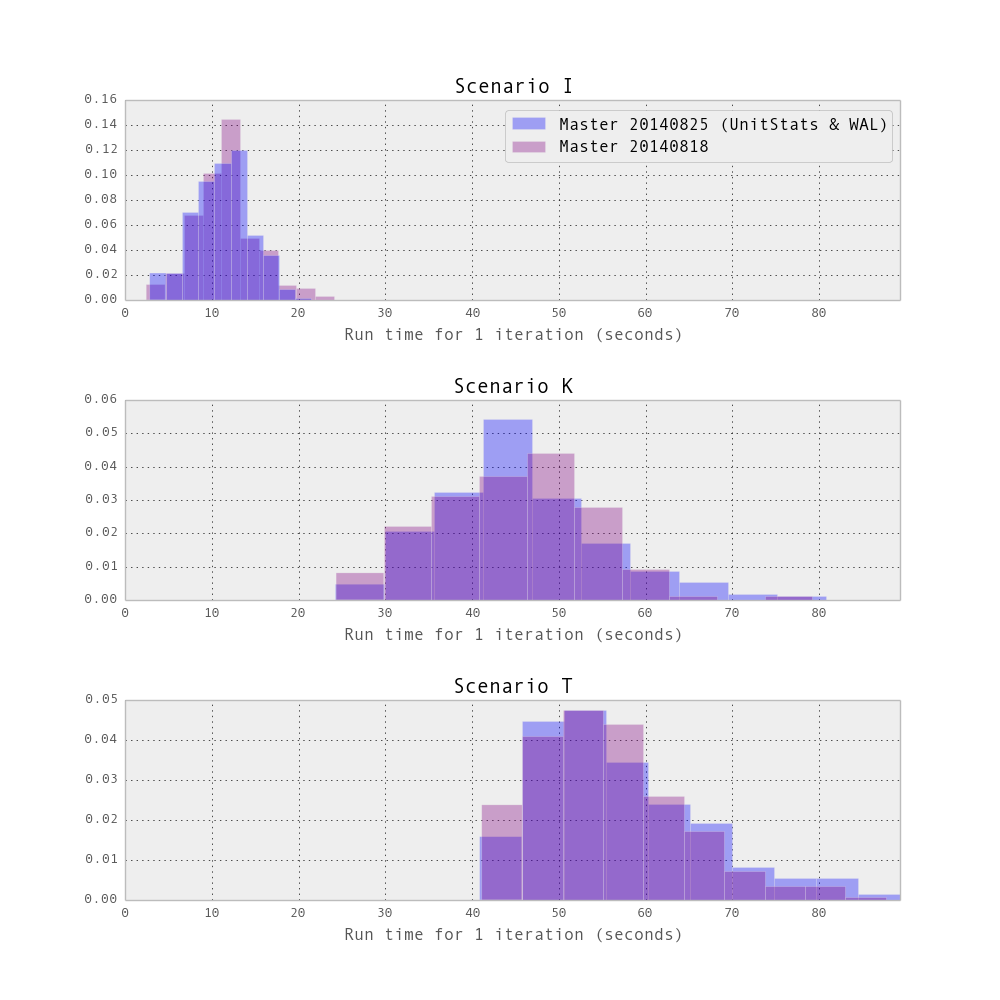 Scenario I
0.16
0.14
0.12
0.10
0.08
0.06
0.04
0.02
0.00
Master 20140825 (UnitStats & WAL)
Master 20140818
0 10 20 30 40 50 60 70 80
Run time for 1 iteration (seconds)
Scenario K
0.06
0.05
0.04
0.03
0.02
0.01
0.00
0 10 20 30 40 50 60 70 80
Run time for 1 iteration (seconds)
Scenario T
0.05
0.04
0.03
0.02
0.01
0.00
0 10 20 30 40 50 60 70 80
Run time for 1 iteration (seconds)